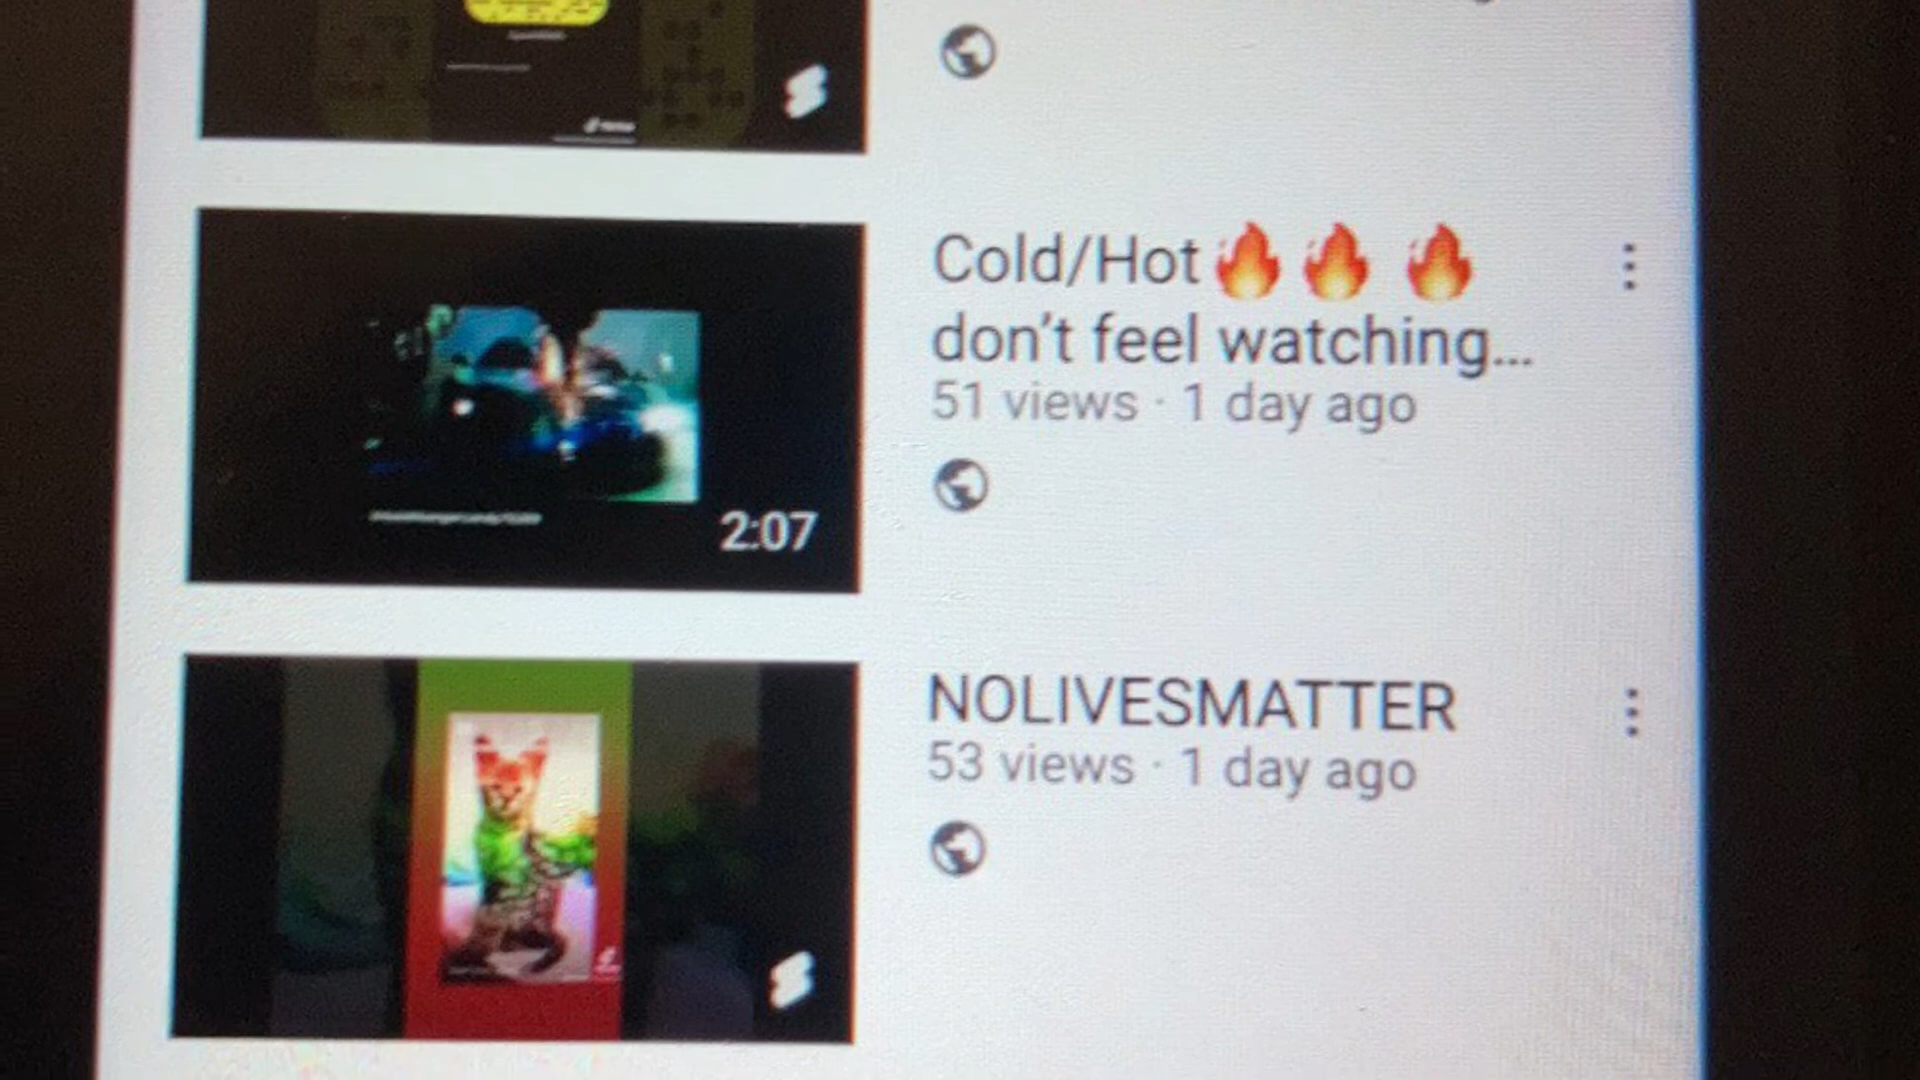 Cold/Hot🔥🔥 🔥
don't feel watching...
51 views · 1 day ago
2:07
NOLIVESMATTER
53 views · 1 day ago